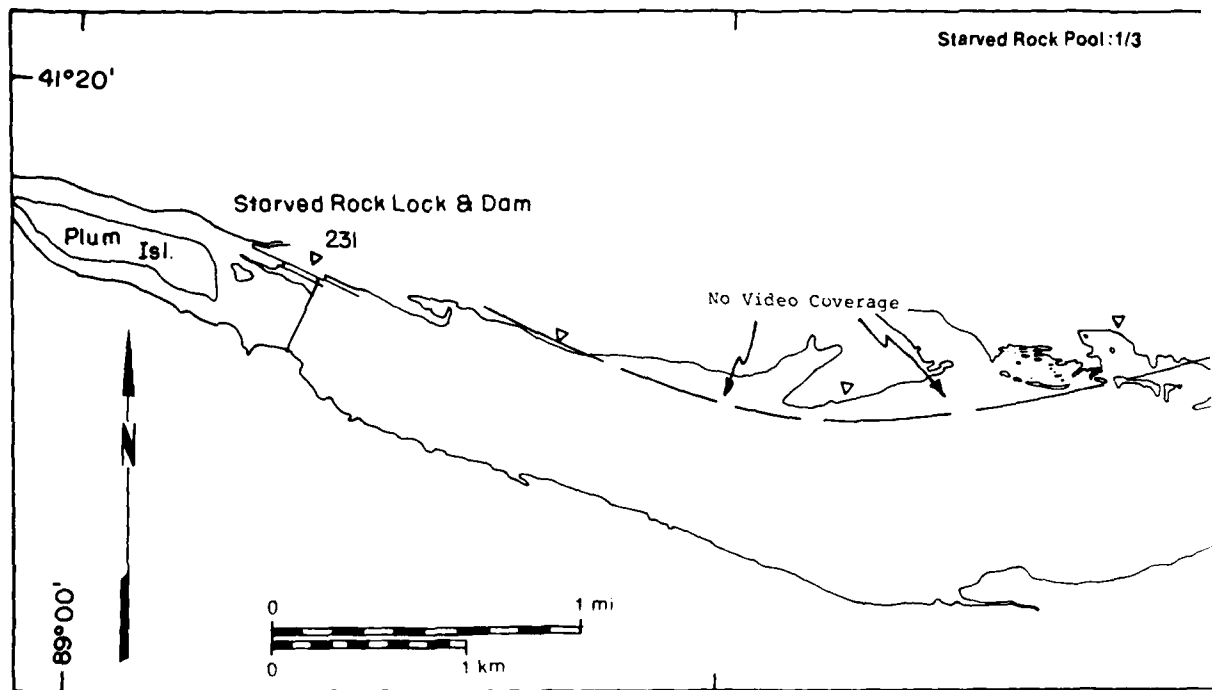 Starved Rock Pool:1/3
41°20'
Starved Rock Lock & Dam
231
Plum Isl.
No Video Coverage
N
89°00'
0 1 mi
0 1 km